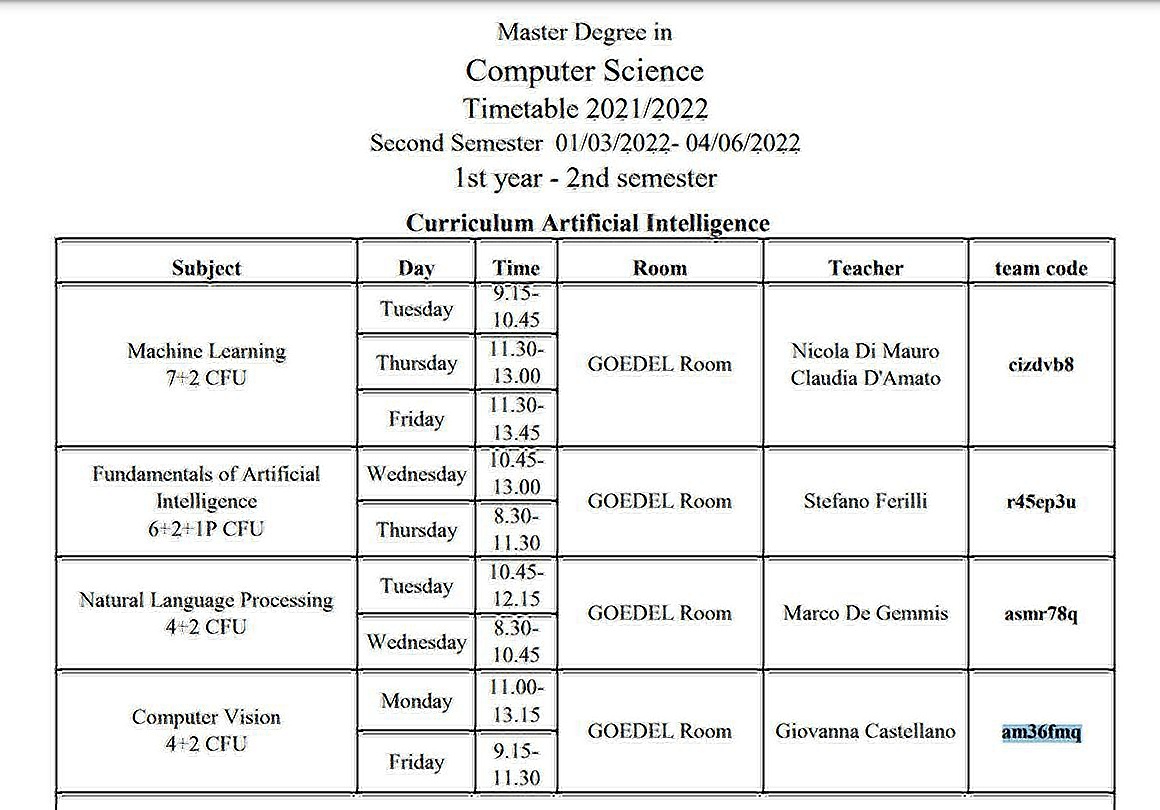 Master Degree in
Computer Science
Timetable 2021/2022
Second Semester 01/03/2022- 04/06/2022
1st year - 2nd semester
Curriculum Artificial Intelligence
Subject Day Time Room Teacher team code
Machine Learning
7+2 CFU
Tuesday
9.15-
10.45
Thursday
11.30-
13.00
Friday
11.30-
13.45
GOEDEL Room
Nicola Di Mauro
Claudia D'Amato
cizdvb8
Fundamentals of Artificial
Intelligence
6+2+1P CFU
Wednesday
10.45-
13.00
Thursday
8.30-
11.30
GOEDEL Room
Stefano Ferilli
r45ep3u
Natural Language Processing
4+2 CFU
Tuesday
10.45-
12.15
Wednesday
8.30-
10.45
GOEDEL Room
Marco De Gemmis
asmr78q
Computer Vision
4+2 CFU
Monday
11.00-
13.15
Friday
9.15-
11.30
GOEDEL Room
Giovanna Castellano
am36fmq